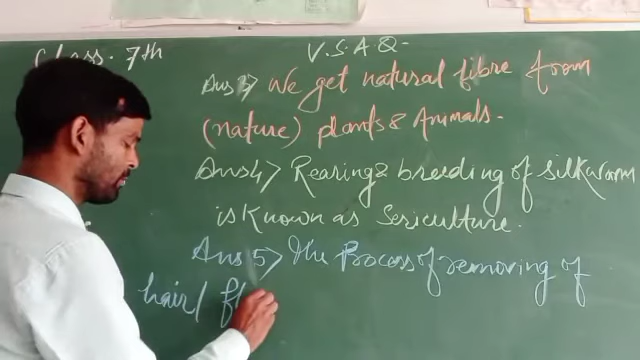 Class. 7th
V.S.A.Q-
Ans 3> We get natural fibre from
(nature) plants & Animals.
Ans 4> Rearing & breeding of silkworm
is known as Sericulture.
Ans 5> The Process of removing of
hair/